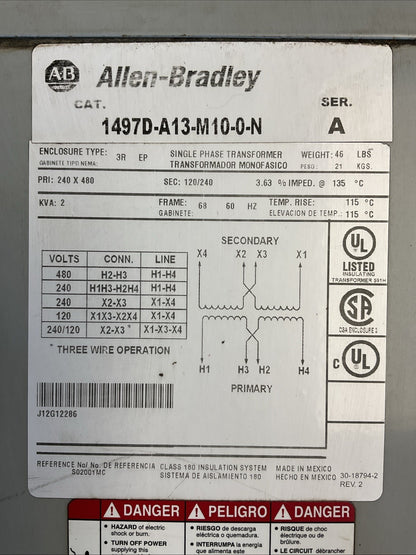 AB Allen-Bradley
CAT. SER.
1497D-A13-M10-0-N A
ENCLOSURE TYPE: 3R EP SINGLE PHASE TRANSFORMER WEIGHT: 46 LBS
GABINETE TIPO NEMA: TRANSFORMADOR MONOFASICO PESO: 21 KGS.
PRI: 240 X 480 SEC: 120/240 3.63 % IMPED. @ 135 °C
KVA: 2 FRAME: 68 60 HZ TEMP. RISE: 115 °C
GABINETE: ELEVACION DE TEMP.: 115 °C
SECONDARY
X4 X2 X3 X1
VOLTS CONN. LINE
480 H2-H3 H1-H4
240 H1H3-H2H4 H1-H4
240 X2-X3 X1-X4
120 X1X3-X2X4 X1-X4
240/120 X2-X3* X1-X3-X4
* THREE WIRE OPERATION
H1 H3 H2 H4
PRIMARY
UL
LISTED
INSULATING
TRANSFORMER 591H
SA
C&A ENCLOSURE 3
C UL
J12G12286
REFERENCE No/ No. DE REFERENCIA
S02001MC
CLASS 180 INSULATION SYSTEM
SISTEMA DE AISLAMIENTO 180
MADE IN MEXICO
HECHO EN MEXICO
30-18794-2
REV. 2
DANGER
HAZARD of electric
shock or burn.
TURN OFF POWER
supplying this
PELIGRO
RIESGO de descarga
eléctrica o quemadura.
INTERRUMPA la energía
que alimenta este
DANGER
RISQUE de choc
électrique ou de
brûlure.
LE CIRCUIT débrancher